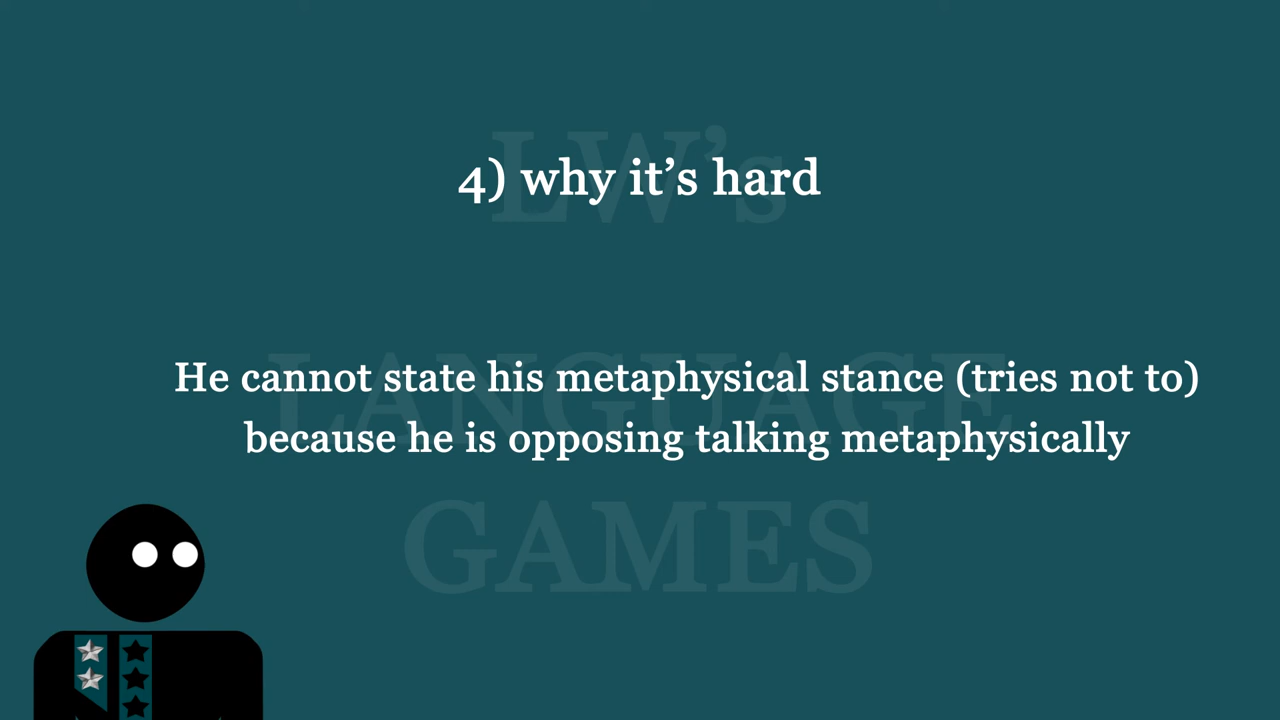 LW's
4) why it's hard
LANGUAGE
He cannot state his metaphysical stance (tries not to)
because he is opposing talking metaphysically
GAMES